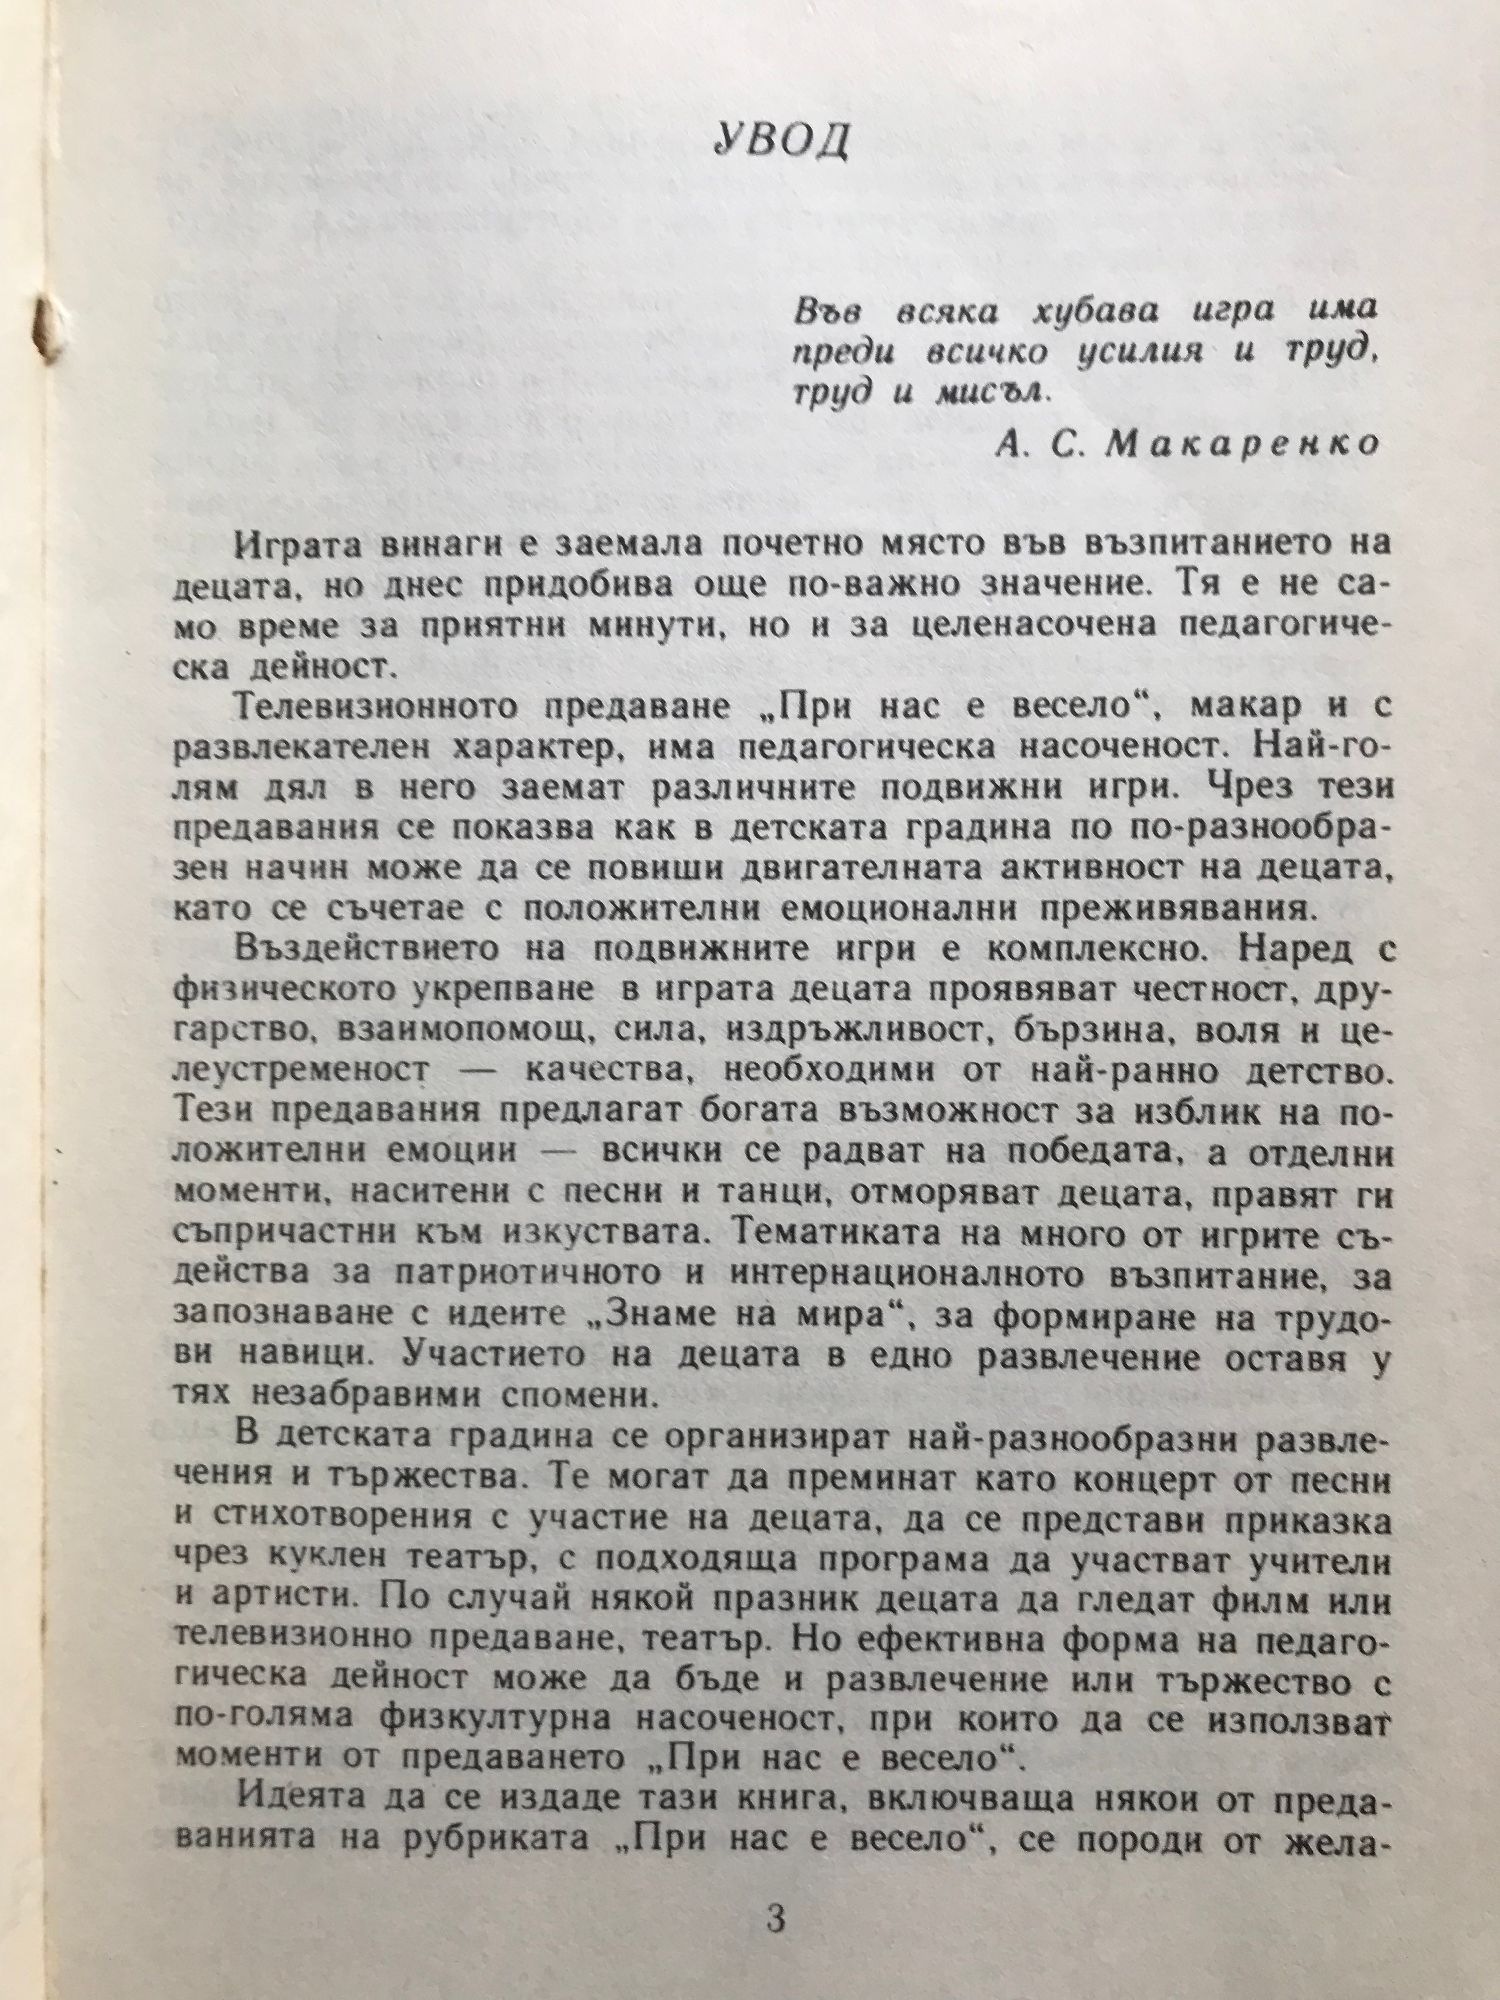 УВОД
Във всяка хубава игра има
преди всичко усилия и труд,
труд и мисъл.
А. С. Макаренко
Играта винаги е заемала почетно място във възпитанието на
децата, но днес придобива още по-важно значение. Тя е не са-
мо време за приятни минути, но и за целенасочена педагогиче-
ска дейност.
Телевизионното предаване „При нас е весело“, макар и с
развлекателен характер, има педагогическа насоченост. Най-го-
лям дял в него заемат различните подвижни игри. Чрез тези
предавания се показва как в детската градина по по-разнообра-
зен начин може да се повиши двигателната активност на децата,
като се съчетае с положителни емоционални преживявания.
Въздействието на подвижните игри е комплексно. Наред с
физическото укрепване в играта децата проявяват честност, дру-
гарство, взаимопомощ, сила, издръжливост, бързина, воля и це-
леустременост — качества, необходими от най-ранно детство.
Тези предавания предлагат богата възможност за изблик на по-
ложителни емоции — всички се радват на победата, а отделни
моменти, наситени с песни и танци, отморяват децата, правят ги
съпричастни към изкуствата. Тематиката на много от игрите съ-
действа за патриотичното и интернационалното възпитание, за
запознаване с идеите „Знаме на мира“, за формиране на трудо-
ви навици. Участието на децата в едно развлечение оставя у
тях незабравими спомени.
В детската градина се организират най-разнообразни развле-
чения и тържества. Те могат да преминат като концерт от песни
и стихотворения с участие на децата, да се представи приказка
чрез куклен театър, с подходяща програма да участват учители
и артисти. По случай някой празник децата да гледат филм или
телевизионно предаване, театър. Но ефективна форма на педаго-
гическа дейност може да бъде и развлечение или тържество с
по-голяма физкултурна насоченост, при които да се използват
моменти от предаването „При нас е весело“.
Идеята да се издаде тази книга, включваща някои от преда-
ванията на рубриката „При нас е весело“, се породи от жела-
3